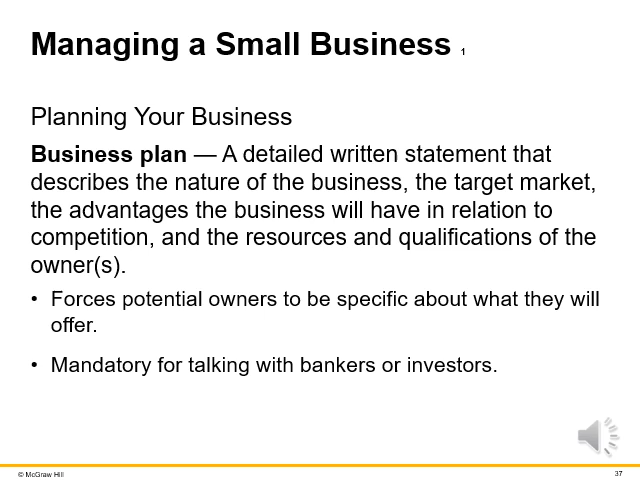 Managing a Small Business 1
Planning Your Business
Business plan — A detailed written statement that
describes the nature of the business, the target market,
the advantages the business will have in relation to
competition, and the resources and qualifications of the
owner(s).
• Forces potential owners to be specific about what they will
offer.
• Mandatory for talking with bankers or investors.
© McGraw Hill
37